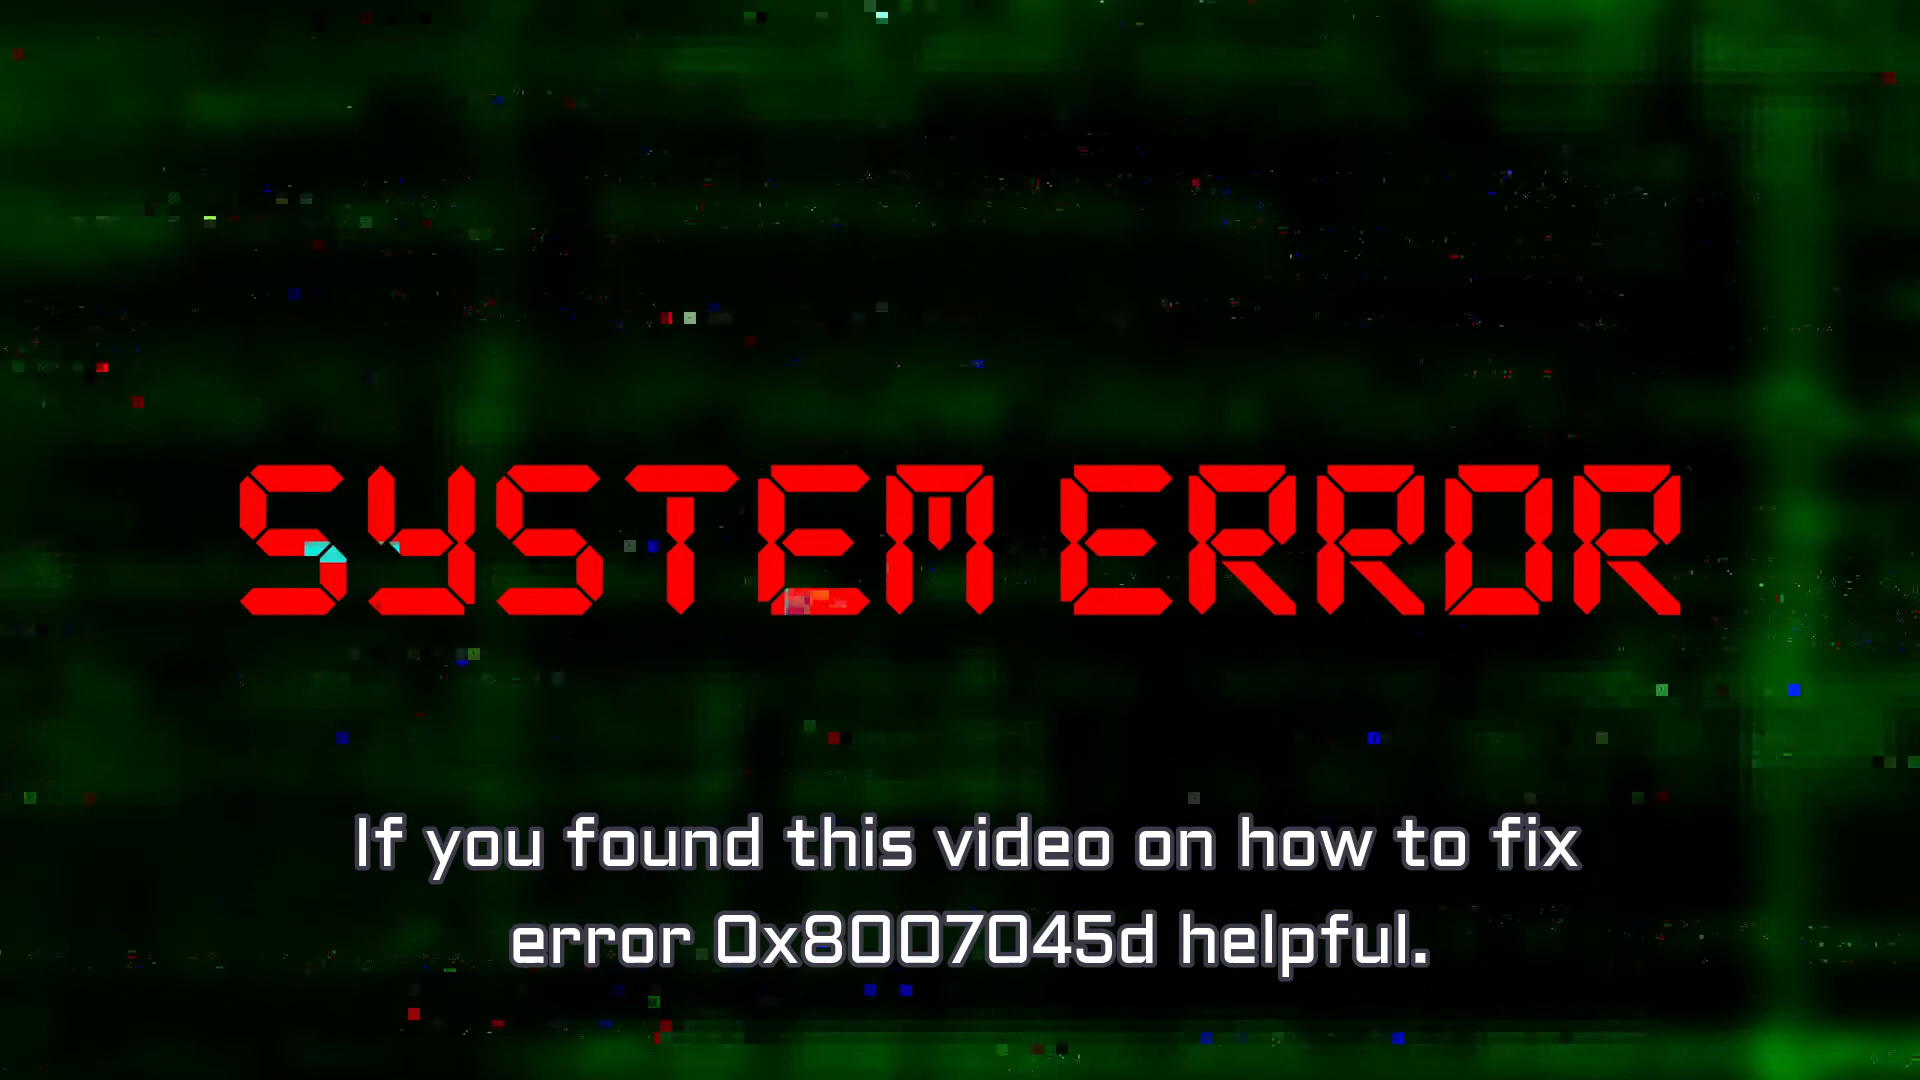 SYSTEM ERROR
If you found this video on how to fix
error 0x8007045d helpful.